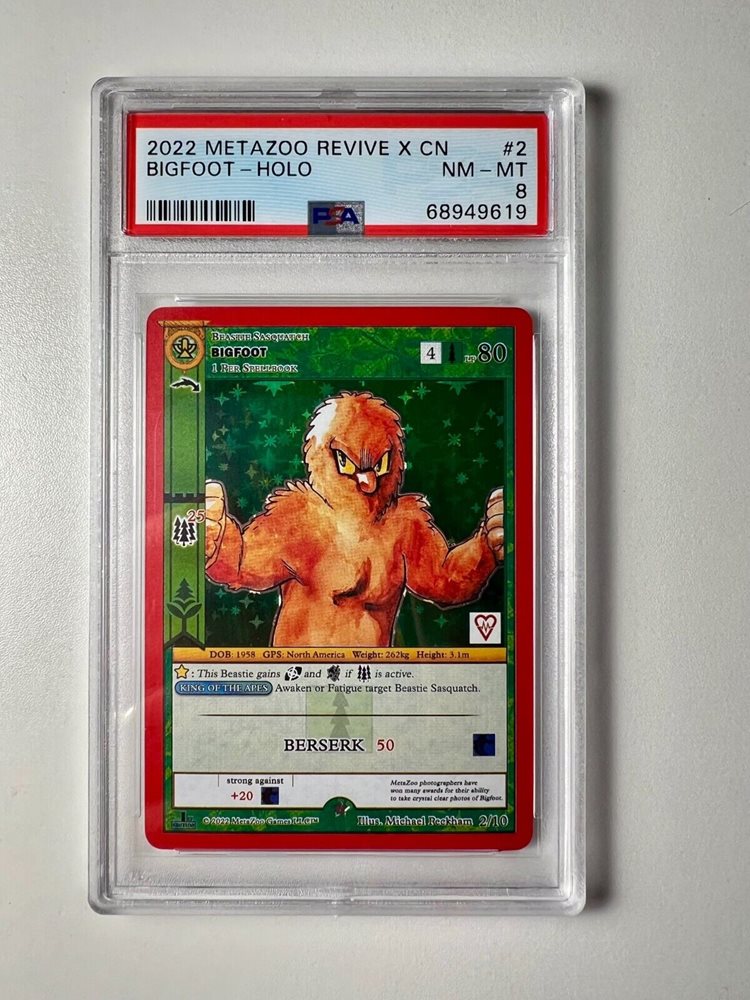 2022 METAZOO REVIVE X CN #2
BIGFOOT – HOLO NM – MT
8
PSA 68949619
BEASTIE SASQUATCH
BIGFOOT
1 PER SPELLBOOK
4 LP 80
25
DOB: 1958 GPS: North America Weight: 262kg Height: 3.1m
: This Beastie gains and if is active.
KING OF THE APES Awaken or Fatigue target Beastie Sasquatch.
BERSERK 50
strong against
+20
MetaZoo photographers have
won many awards for their ability
to take crystal clear photos of Bigfoot.
© 2022 MetaZoo Games LLC™ Illus. Michael Peckham 2/10